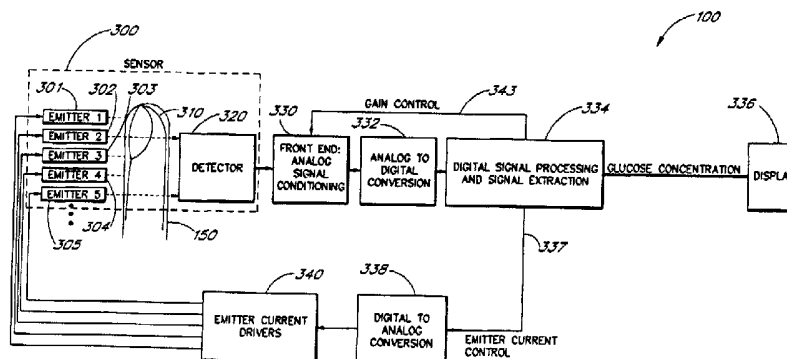 300
100
SENSOR
301
302
303
EMITTER 1
EMITTER 2
EMITTER 3
EMITTER 4
EMITTER 5
305
304
310
150
320
DETECTOR
330
FRONT END:
ANALOG
SIGNAL
CONDITIONING
GAIN CONTROL
343
332
ANALOG TO
DIGITAL
CONVERSION
334
DIGITAL SIGNAL PROCESSING
AND SIGNAL EXTRACTION
GLUCOSE CONCENTRATION
336
DISPLA
337
340
EMITTER CURRENT
DRIVERS
338
DIGITAL TO
ANALOG
CONVERSION
EMITTER CURRENT
CONTROL